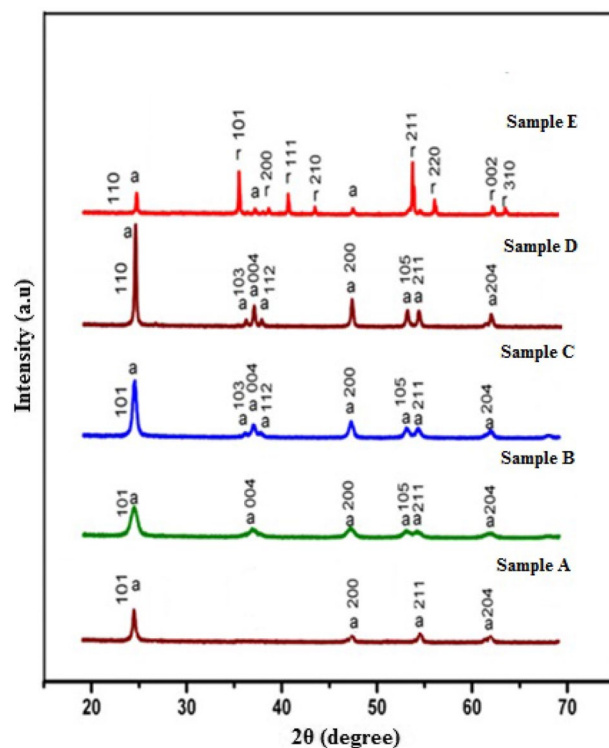 Sample E
101
r
110
a
a
200
r
111
r
210
r
a
211
r
220
r
002
r
310
r
Sample D
110
a
103
a
004
a
112
a
200
a
105
a
211
a
204
a
Sample C
101
a
103
a
004
a
112
a
200
a
105
a
211
a
204
a
Sample B
101
a
004
a
200
a
105
a
211
a
204
a
Sample A
101
a
200
a
211
a
204
a
Intensity (a.u)
20 30 40 50 60 70
2θ (degree)